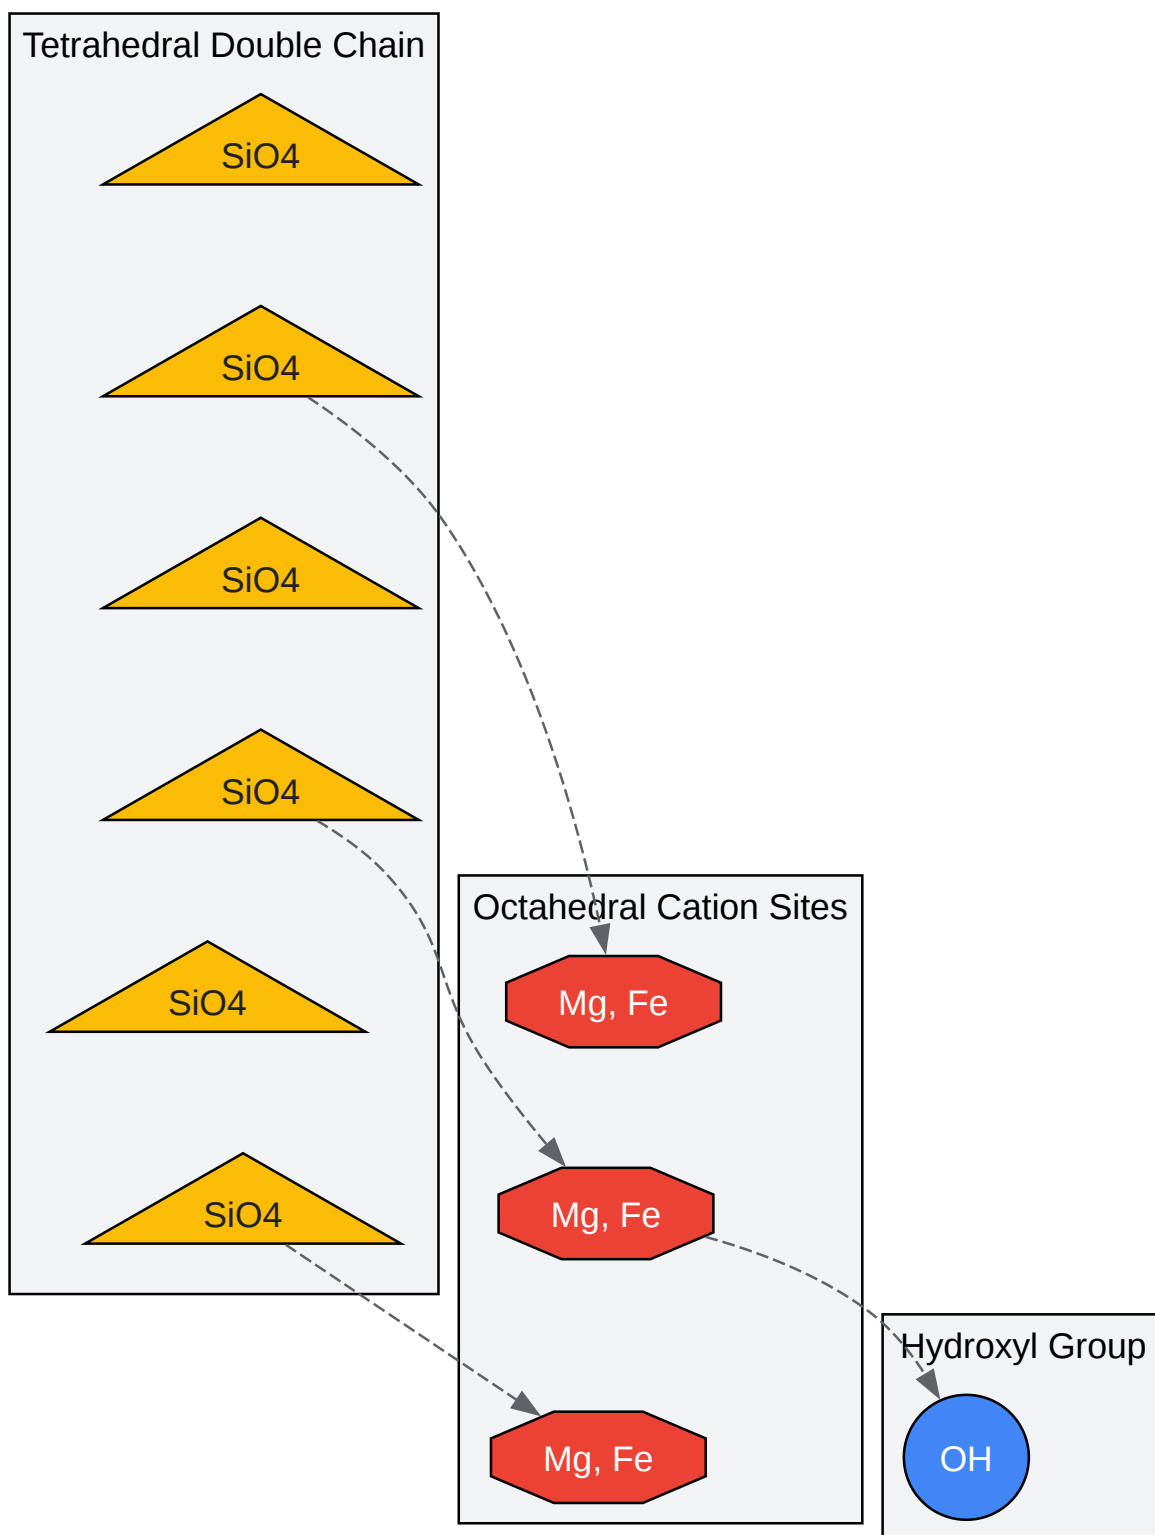 Tetrahedral Double Chain
SiO4
SiO4
SiO4
SiO4
SiO4
SiO4
Octahedral Cation Sites
Mg, Fe
Mg, Fe
Mg, Fe
Hydroxyl Group
OH